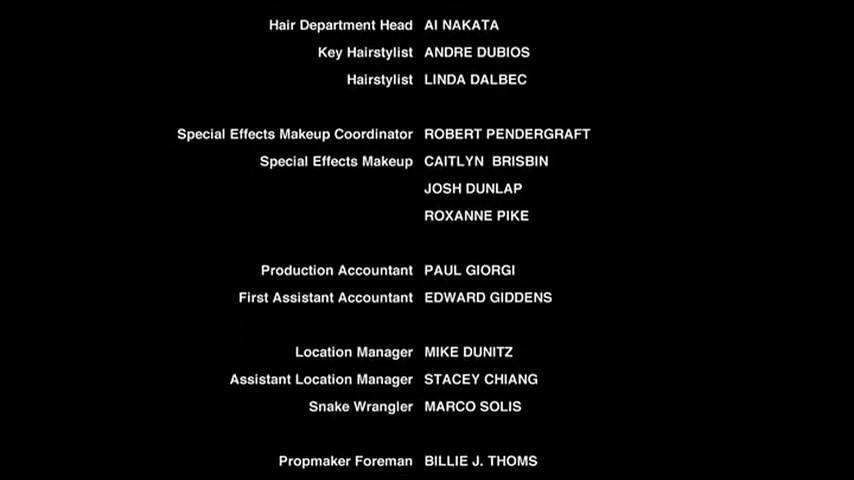 Hair Department Head AI NAKATA
Key Hairstylist ANDRE DUBIOS
Hairstylist LINDA DALBEC
Special Effects Makeup Coordinator ROBERT PENDERGRAFT
Special Effects Makeup CAITLYN BRISBIN
JOSH DUNLAP
ROXANNE PIKE
Production Accountant PAUL GIORGI
First Assistant Accountant EDWARD GIDDENS
Location Manager MIKE DUNITZ
Assistant Location Manager STACEY CHIANG
Snake Wrangler MARCO SOLIS
Propmaker Foreman BILLIE J. THOMS